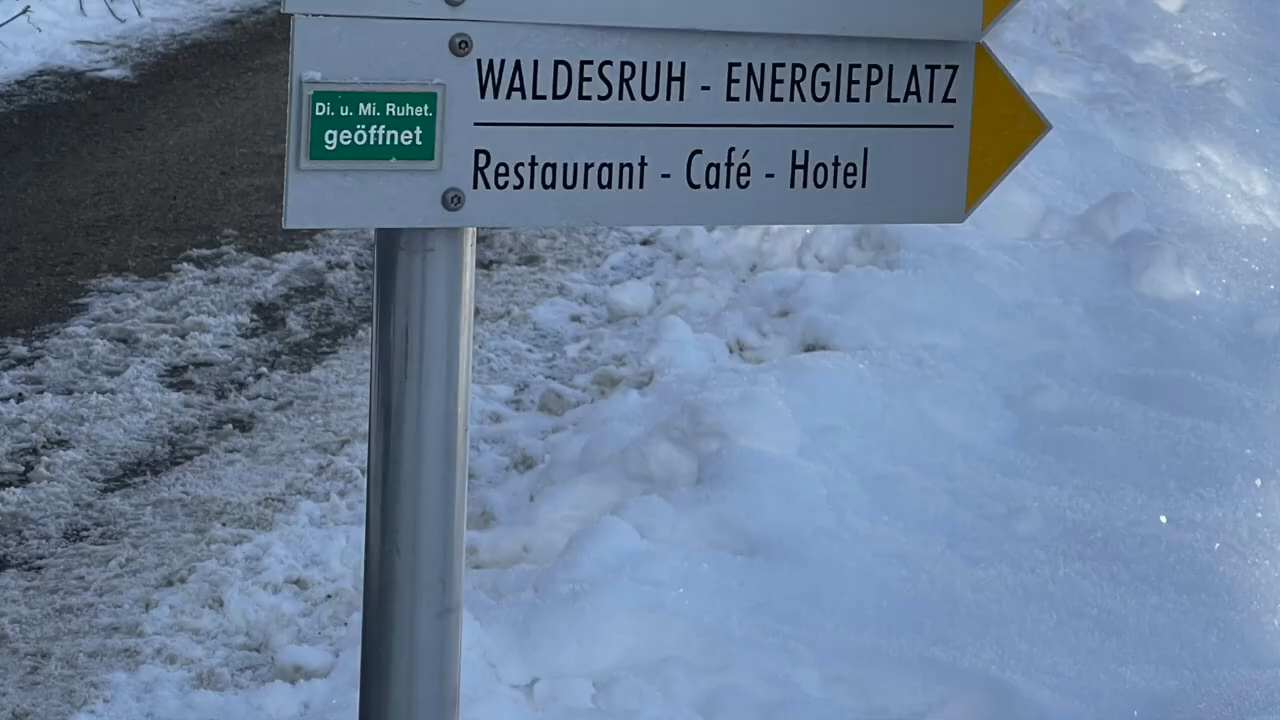 Di. u. Mi. Ruhet.
geöffnet
WALDESRUH - ENERGIEPLATZ
Restaurant - Café - Hotel